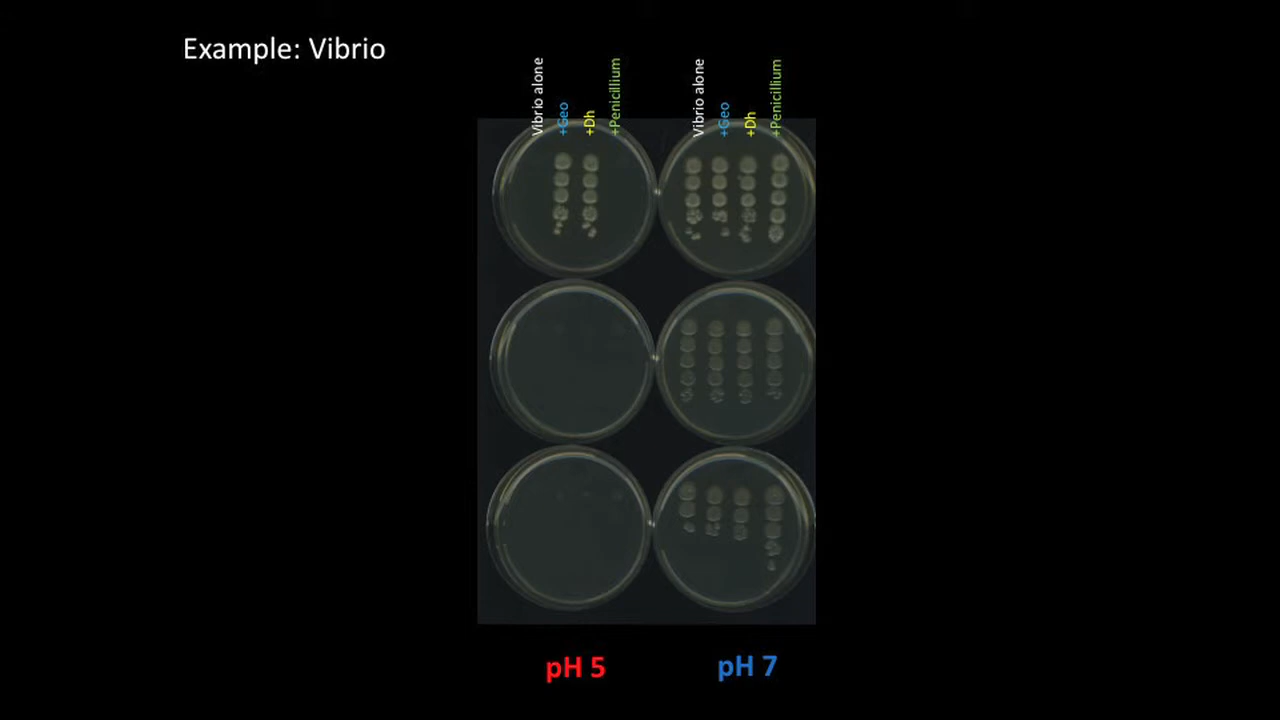 Example: Vibrio
Vibrio alone
+Geo
+Dh
+Penicillium
Vibrio alone
+Geo
+Dh
+Penicillium
pH 5
pH 7